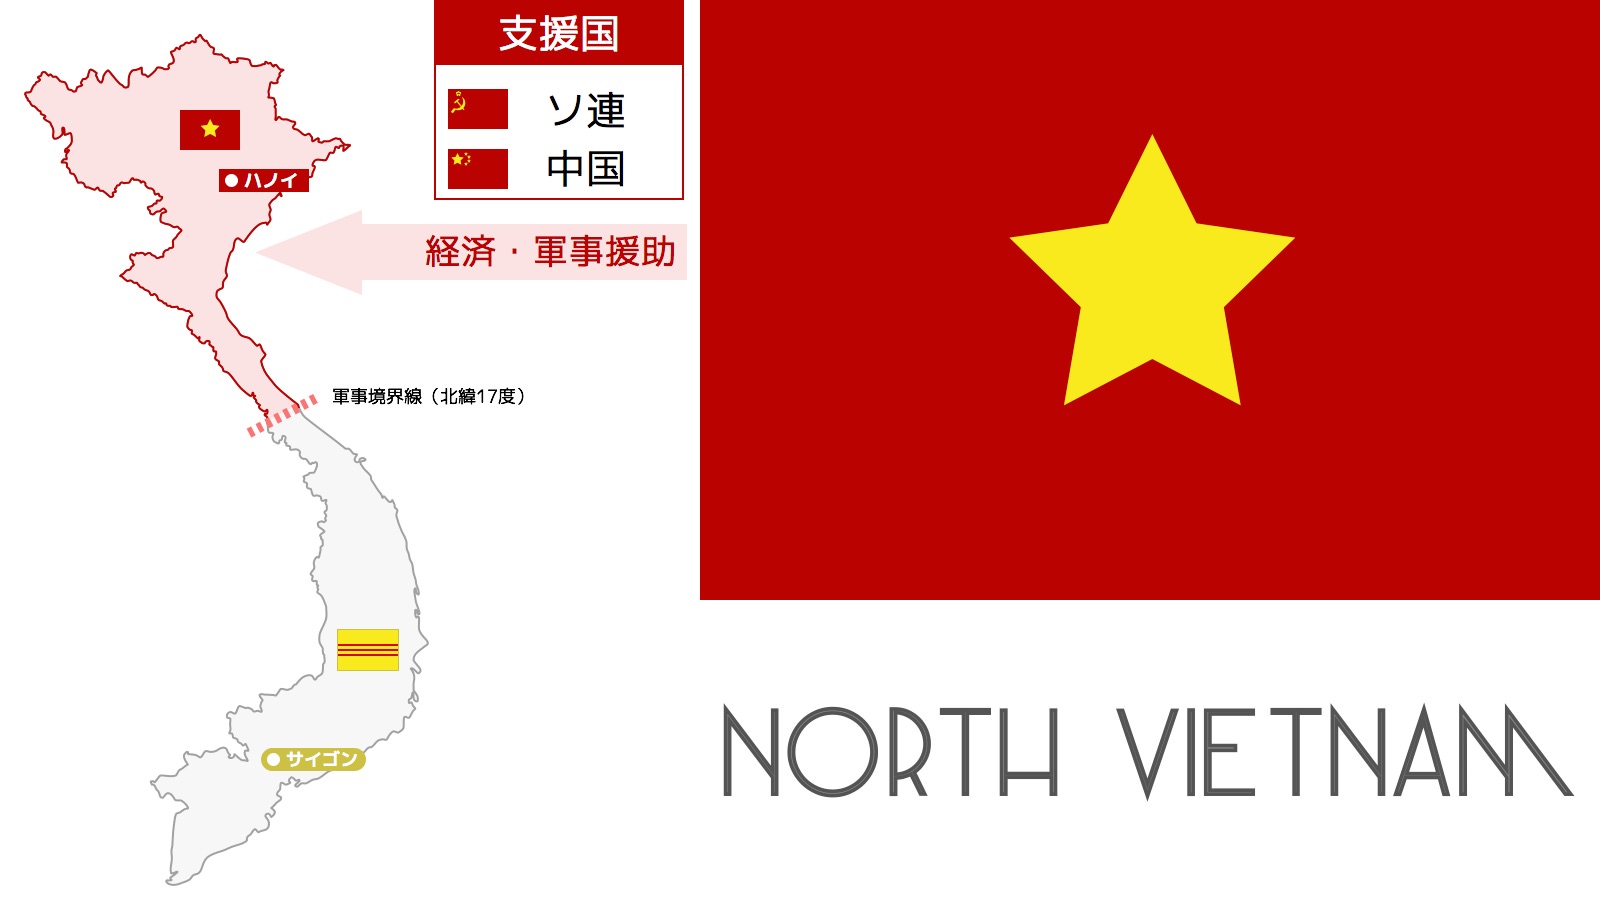 支援国
ソ連
中国
ハノイ
経済・軍事援助
軍事境界線（北緯17度）
サイゴン
NORTH VIETNAM